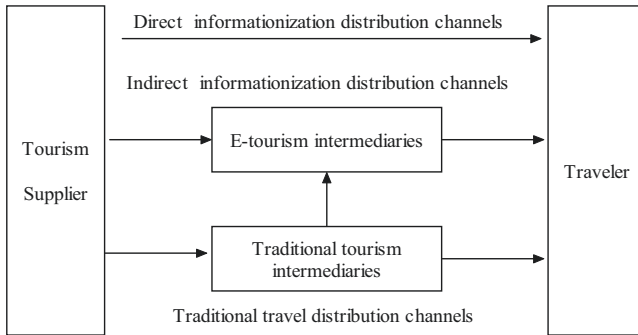 Direct informationization distribution channels
Indirect informationization distribution channels
Tourism
Supplier
E-tourism intermediaries
Traveler
Traditional tourism
intermediaries
Traditional travel distribution channels